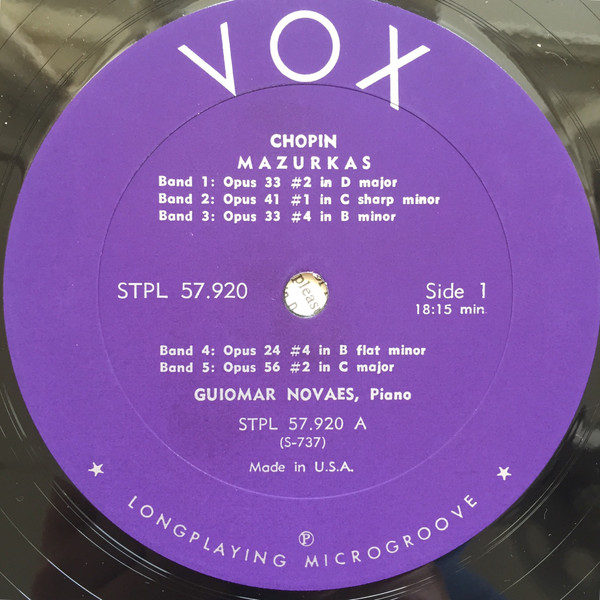 VOX
CHOPIN
MAZURKAS
Band 1: Opus 33 #2 in D major
Band 2: Opus 41 #1 in C sharp minor
Band 3: Opus 33 #4 in B minor
STPL 57.920
pleas
Side 1
18:15 min.
Band 4: Opus 24 #4 in B flat minor
Band 5: Opus 56 #2 in C major
GUIOMAR NOVAES, Piano
STPL 57.920 A
(S-737)
Made in U.S.A.
℗
★ LONGPLAYING MICROGROOVE ★